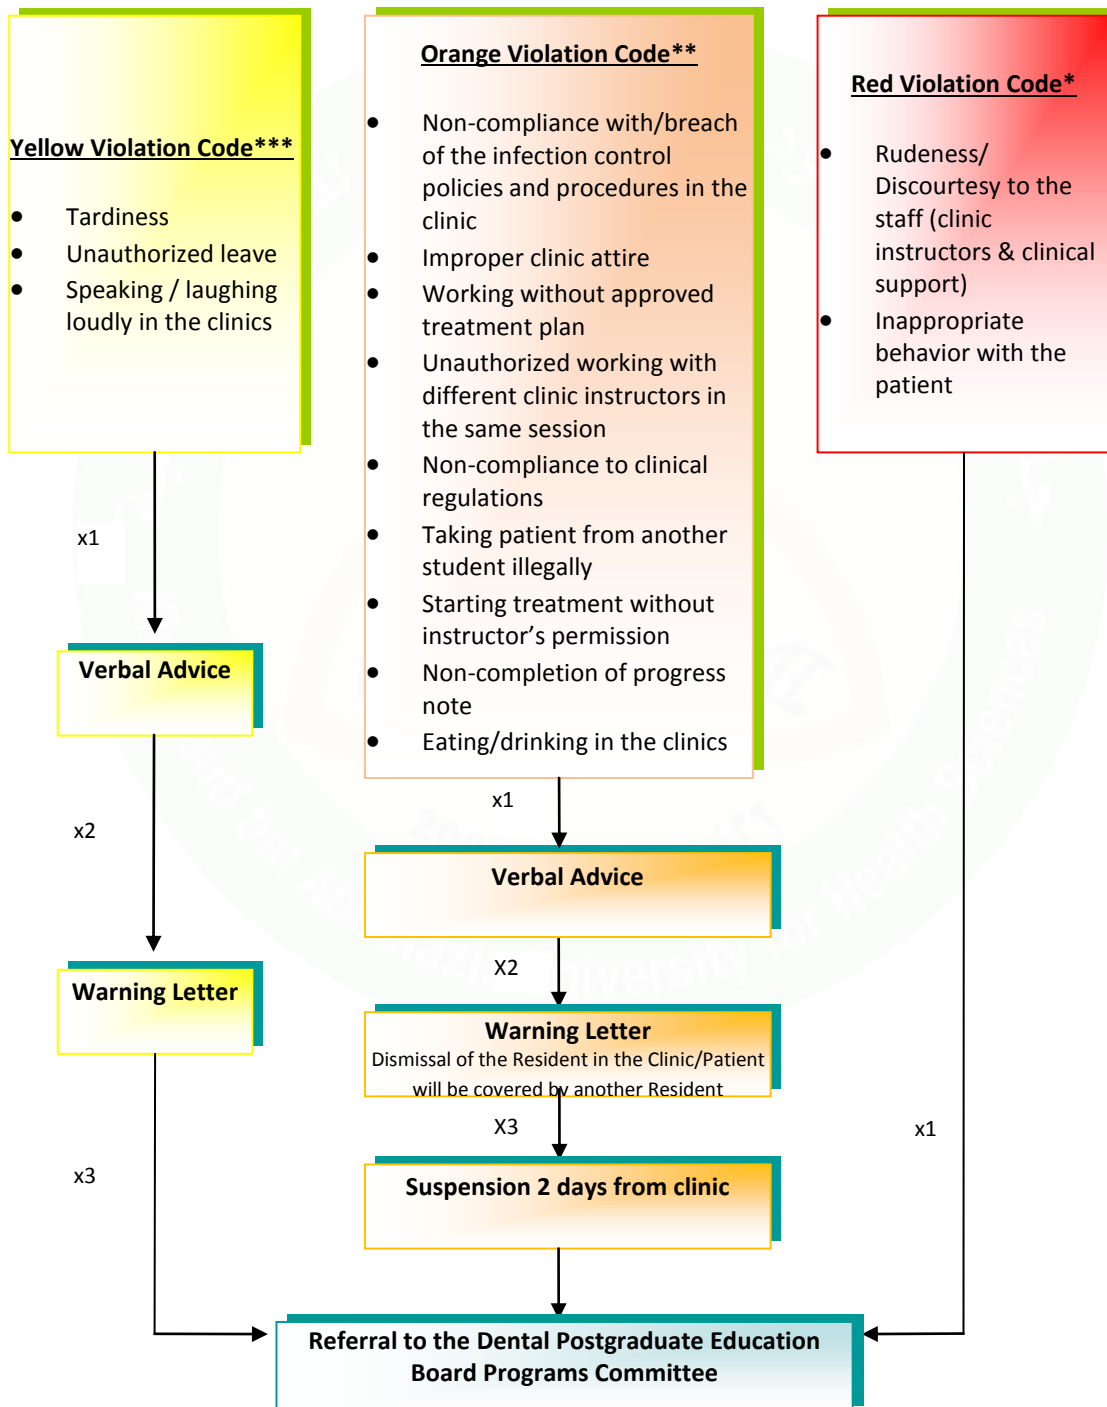 Yellow Violation Code***
● Tardiness
● Unauthorized leave
● Speaking / laughing
loudly in the clinics
Orange Violation Code**
● Non-compliance with/breach
of the infection control
policies and procedures in the
clinic
● Improper clinic attire
● Working without approved
treatment plan
● Unauthorized working with
different clinic instructors in
the same session
● Non-compliance to clinical
regulations
● Taking patient from another
student illegally
● Starting treatment without
instructor’s permission
● Non-completion of progress
note
● Eating/drinking in the clinics
Red Violation Code*
● Rudeness/
Discourtesy to the
staff (clinic
instructors & clinical
support)
● Inappropriate
behavior with the
patient
x1
Verbal Advice
x2
Warning Letter
x3
x1
Verbal Advice
X2
Warning Letter
Dismissal of the Resident in the Clinic/Patient
will be covered by another Resident
X3
Suspension 2 days from clinic
x1
Referral to the Dental Postgraduate Education
Board Programs Committee
University for Health Sciences